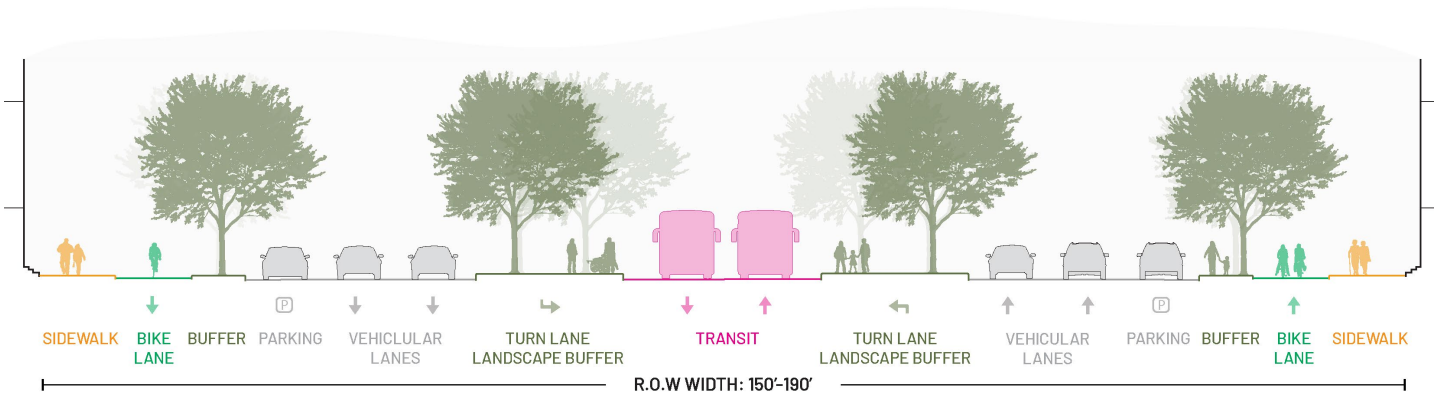 P
P
SIDEWALK
BIKE
LANE
BUFFER
PARKING
VEHICLULAR
LANES
TURN LANE
LANDSCAPE BUFFER
TRANSIT
TURN LANE
LANDSCAPE BUFFER
VEHICULAR
LANES
PARKING
BUFFER
BIKE
LANE
SIDEWALK
R.O.W WIDTH: 150'-190'